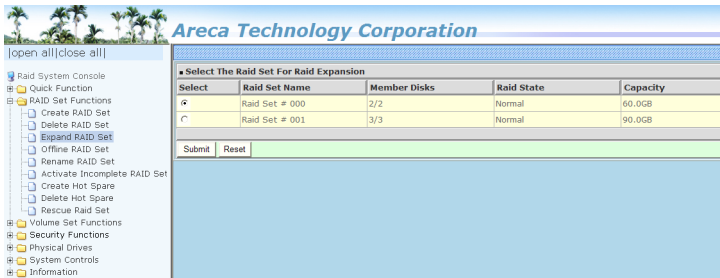 Areca Technology Corporation
|open all|close all|
Raid System Console
Quick Function
RAID Set Functions
Create RAID Set
Delete RAID Set
Expand RAID Set
Offline RAID Set
Rename RAID Set
Activate Incomplete RAID Set
Create Hot Spare
Delete Hot Spare
Rescue Raid Set
Volume Set Functions
Security Functions
Physical Drives
System Controls
Information
Select The Raid Set For Raid Expansion
Select Raid Set Name Member Disks Raid State Capacity
Raid Set # 000 2/2 Normal 60.0GB
Raid Set # 001 3/3 Normal 90.0GB
Submit Reset